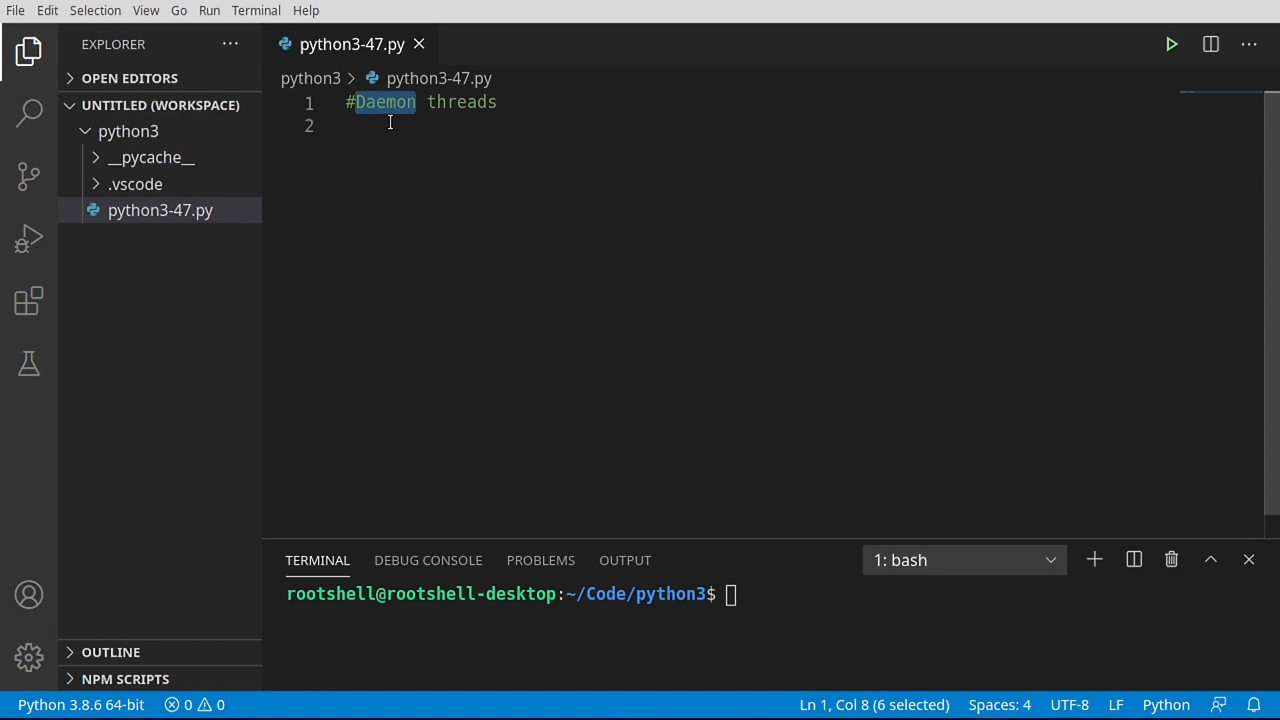 File Edit Selection View Go Run Terminal Help
EXPLORER
python3-47.py
OPEN EDITORS
python3 > python3-47.py
UNTITLED (WORKSPACE)
1 #Daemon threads
2
python3
__pycache__
.vscode
python3-47.py
TERMINAL DEBUG CONSOLE PROBLEMS OUTPUT 1: bash
rootshell@rootshell-desktop:~/Code/python3$
OUTLINE
NPM SCRIPTS
Python 3.8.6 64-bit 0 0 Ln 1, Col 8 (6 selected) Spaces: 4 UTF-8 LF Python